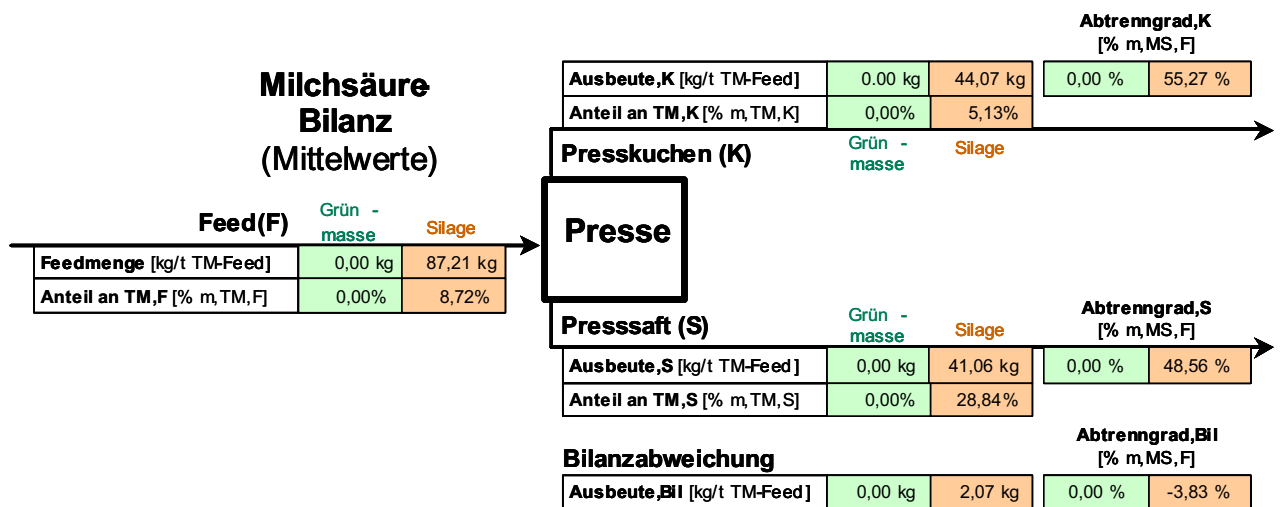 Abtrenngrad,K
[% m,MS,F]
Milchsäure-
Bilanz
(Mittelwerte)
Ausbeute,K [kg/t TM-Feed] 0.00 kg 44,07 kg 0,00 % 55,27 %
Anteil an TM,K [% m,TM,K] 0,00% 5,13%
Presskuchen (K) Grün - Silage
masse
Presse
Feed(F) Grün - Silage
masse
Feedmenge [kg/t TM-Feed] 0,00 kg 87,21 kg
Anteil an TM,F [% m,TM,F] 0,00% 8,72%
Presssaft (S) Grün - Silage
masse
Abtrenngrad,S
[% m,MS,F]
Ausbeute,S [kg/t TM-Feed] 0,00 kg 41,06 kg 0,00 % 48,56 %
Anteil an TM,S [% m,TM,S] 0,00% 28,84%
Abtrenngrad,Bil
[% m,MS,F]
Bilanzabweichung
Ausbeute,Bil [kg/t TM-Feed] 0,00 kg 2,07 kg 0,00 % -3,83 %